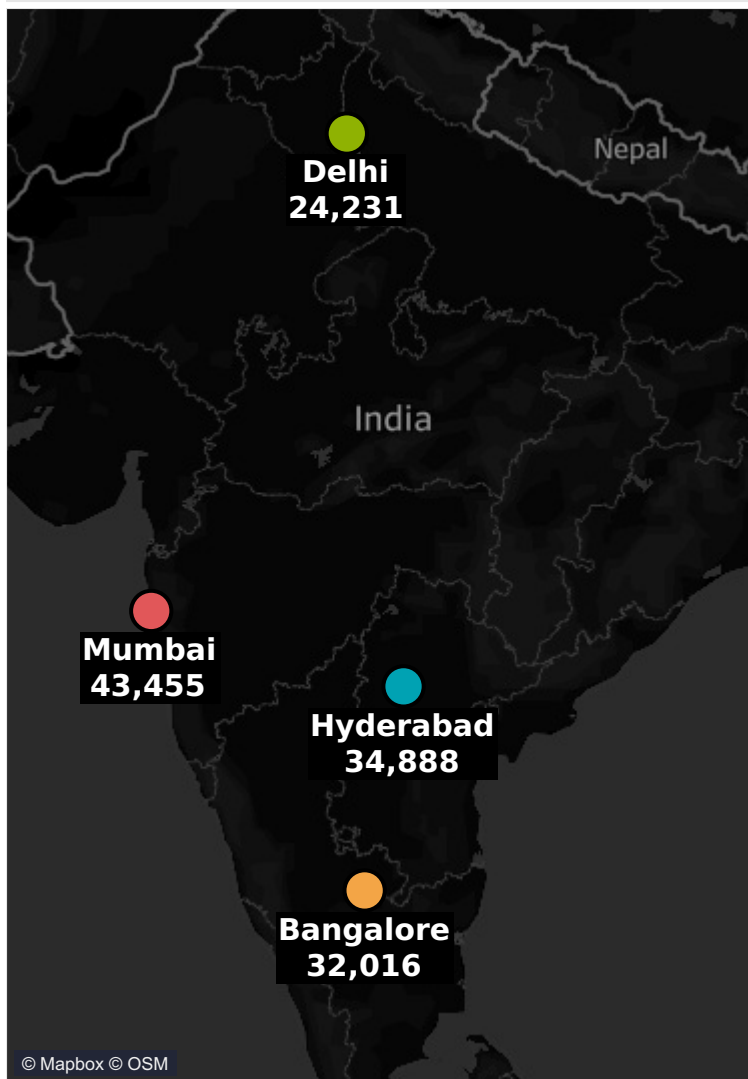 Nepal
Delhi
24,231
India
Mumbai
43,455
Hyderabad
34,888
Bangalore
32,016
© Mapbox © OSM